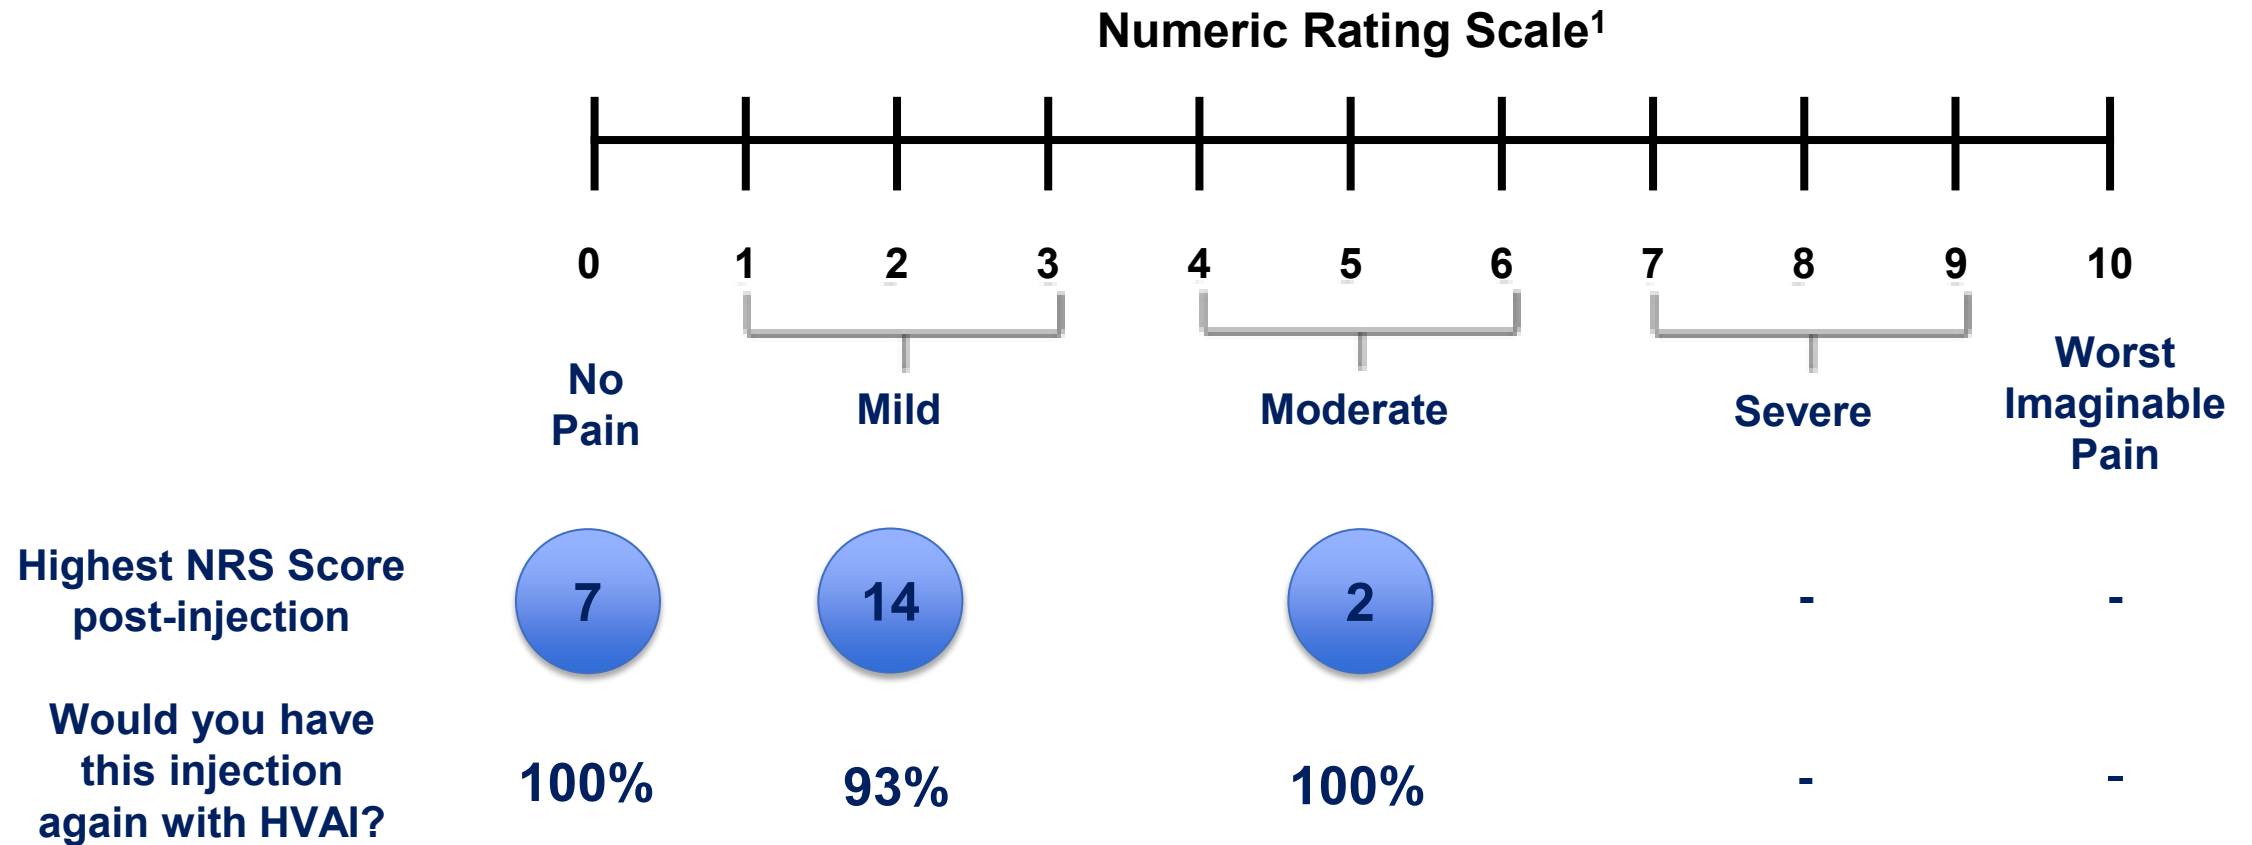 Numeric Rating Scale¹
0 1 2 3 4 5 6 7 8 9 10
No
Pain
Mild
Moderate
Severe
Worst
Imaginable
Pain
Highest NRS Score
post-injection
7 14 2 - -
Would you have
this injection
again with HVAI?
100% 93% 100% - -